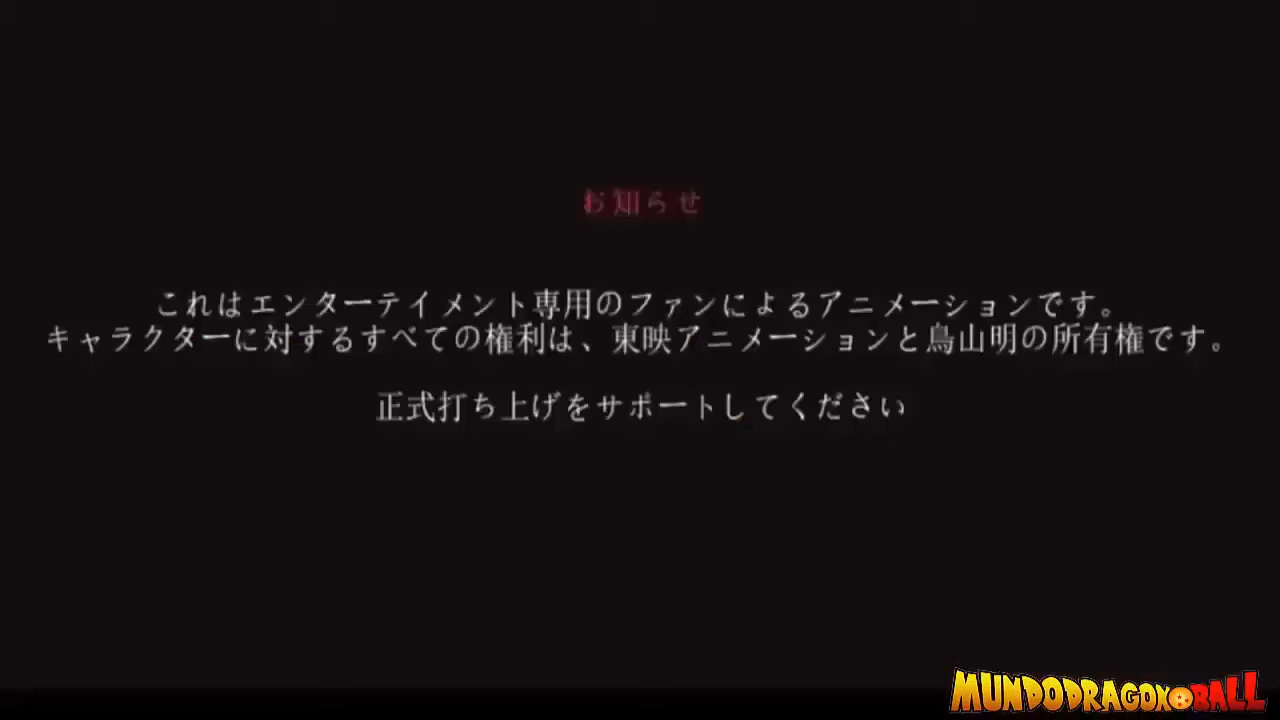 お知らせ
これはエンターテイメント専用のファンによるアニメーションです。
キャラクターに対するすべての権利は、東映アニメーションと鳥山明の所有権です。
正式打ち上げをサポートしてください
MUNDODRAGONBALL